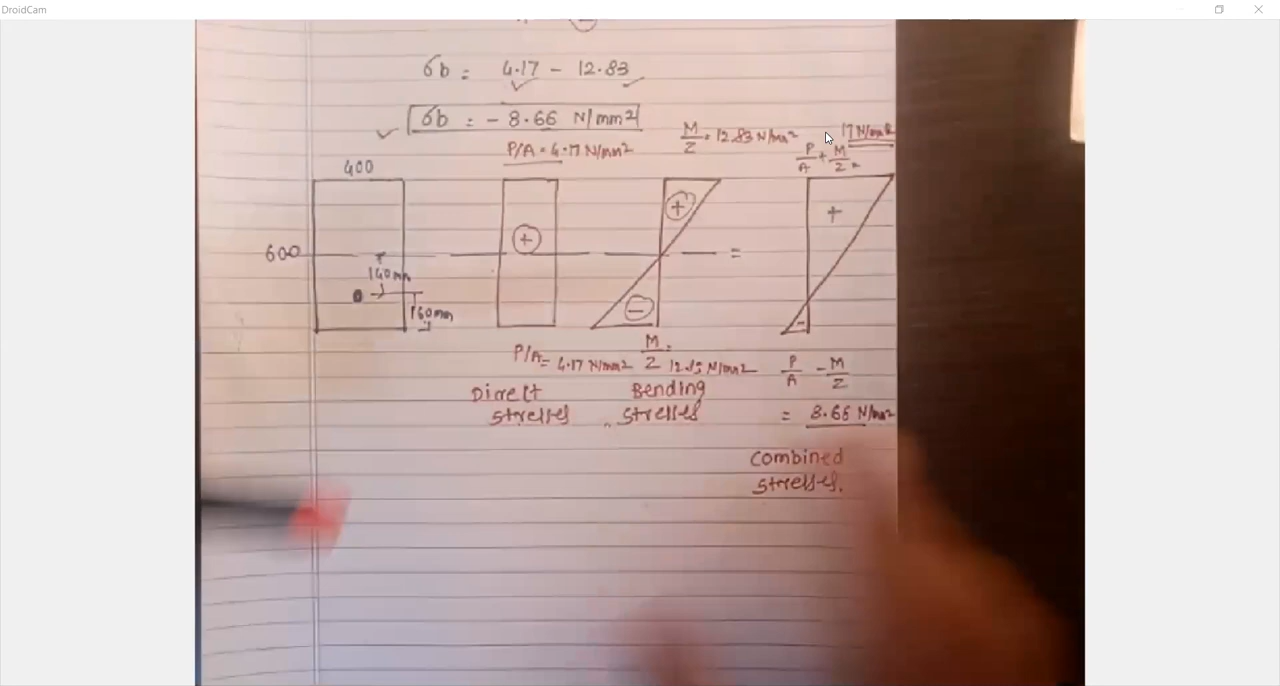 DroidCam
σb = 4.17 - 12.83
σb = - 8.66 N/mm2
P/A = 4.17 N/mm2
M/Z = 12.83 N/mm2
17 N/mm2
P/A + M/Z =
400
600
+
+
-
=
+
-
140mm
160mm
P/A = 4.17 N/mm2
M/Z = 12.83 N/mm2
P/A - M/Z
= 8.66 N/mm2
Direct stresses
Bending stresses
Combined
stresses.